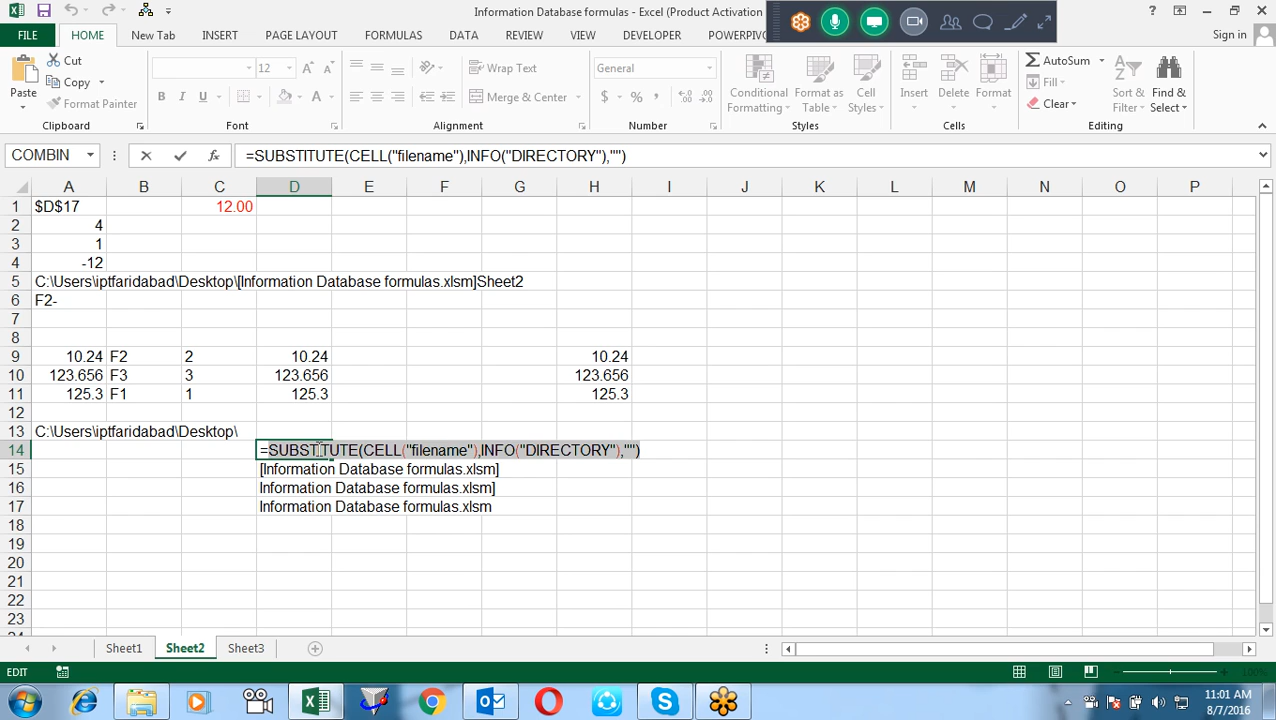 Information Database formulas - Excel (Product Activation
Sign in
FILE HOME New Tab INSERT PAGE LAYOUT FORMULAS DATA REVIEW VIEW DEVELOPER POWERPIV
Paste Cut Copy Format Painter
12
Wrap Text
Merge & Center
General
Conditional Formatting Format as Table Cell Styles
Insert Delete Format
AutoSum Fill Clear
Sort & Filter Find & Select
Clipboard Font Alignment Number Styles Cells Editing
COMBIN =SUBSTITUTE(CELL("filename"),INFO("DIRECTORY"),"")
A B C D E F G H I J K L M N O P
1 $D$17 12.00
2 4
3 1
4 -12
5 C:\Users\iptfaridabad\Desktop\[Information Database formulas.xlsm]Sheet2
6 F2-
7
8
9 10.24 F2 2 10.24 10.24
10 123.656 F3 3 123.656 123.656
11 125.3 F1 1 125.3 125.3
12
13 C:\Users\iptfaridabad\Desktop\
14 =SUBSTITUTE(CELL("filename"),INFO("DIRECTORY"),"")
15 [Information Database formulas.xlsm]
16 Information Database formulas.xlsm]
17 Information Database formulas.xlsm
18
19
20
21
22
23
Sheet1 Sheet2 Sheet3
EDIT 100%
11:01 AM
8/7/2016